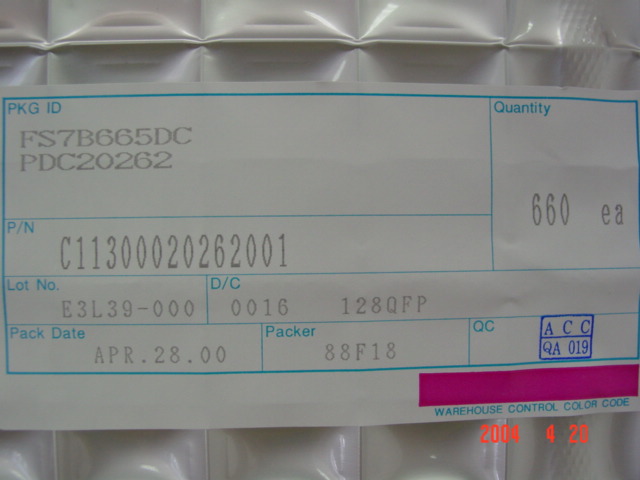 PKG ID
FS7B665DC
PDC20262
Quantity
660 ea
P/N
C11300020262001
Lot No.
E3L39-000
D/C
0016 128QFP
Pack Date
APR.28.00
Packer
88F18
QC
ACC
QA 019
WAREHOUSE CONTROL COLOR CODE
2004 4 20